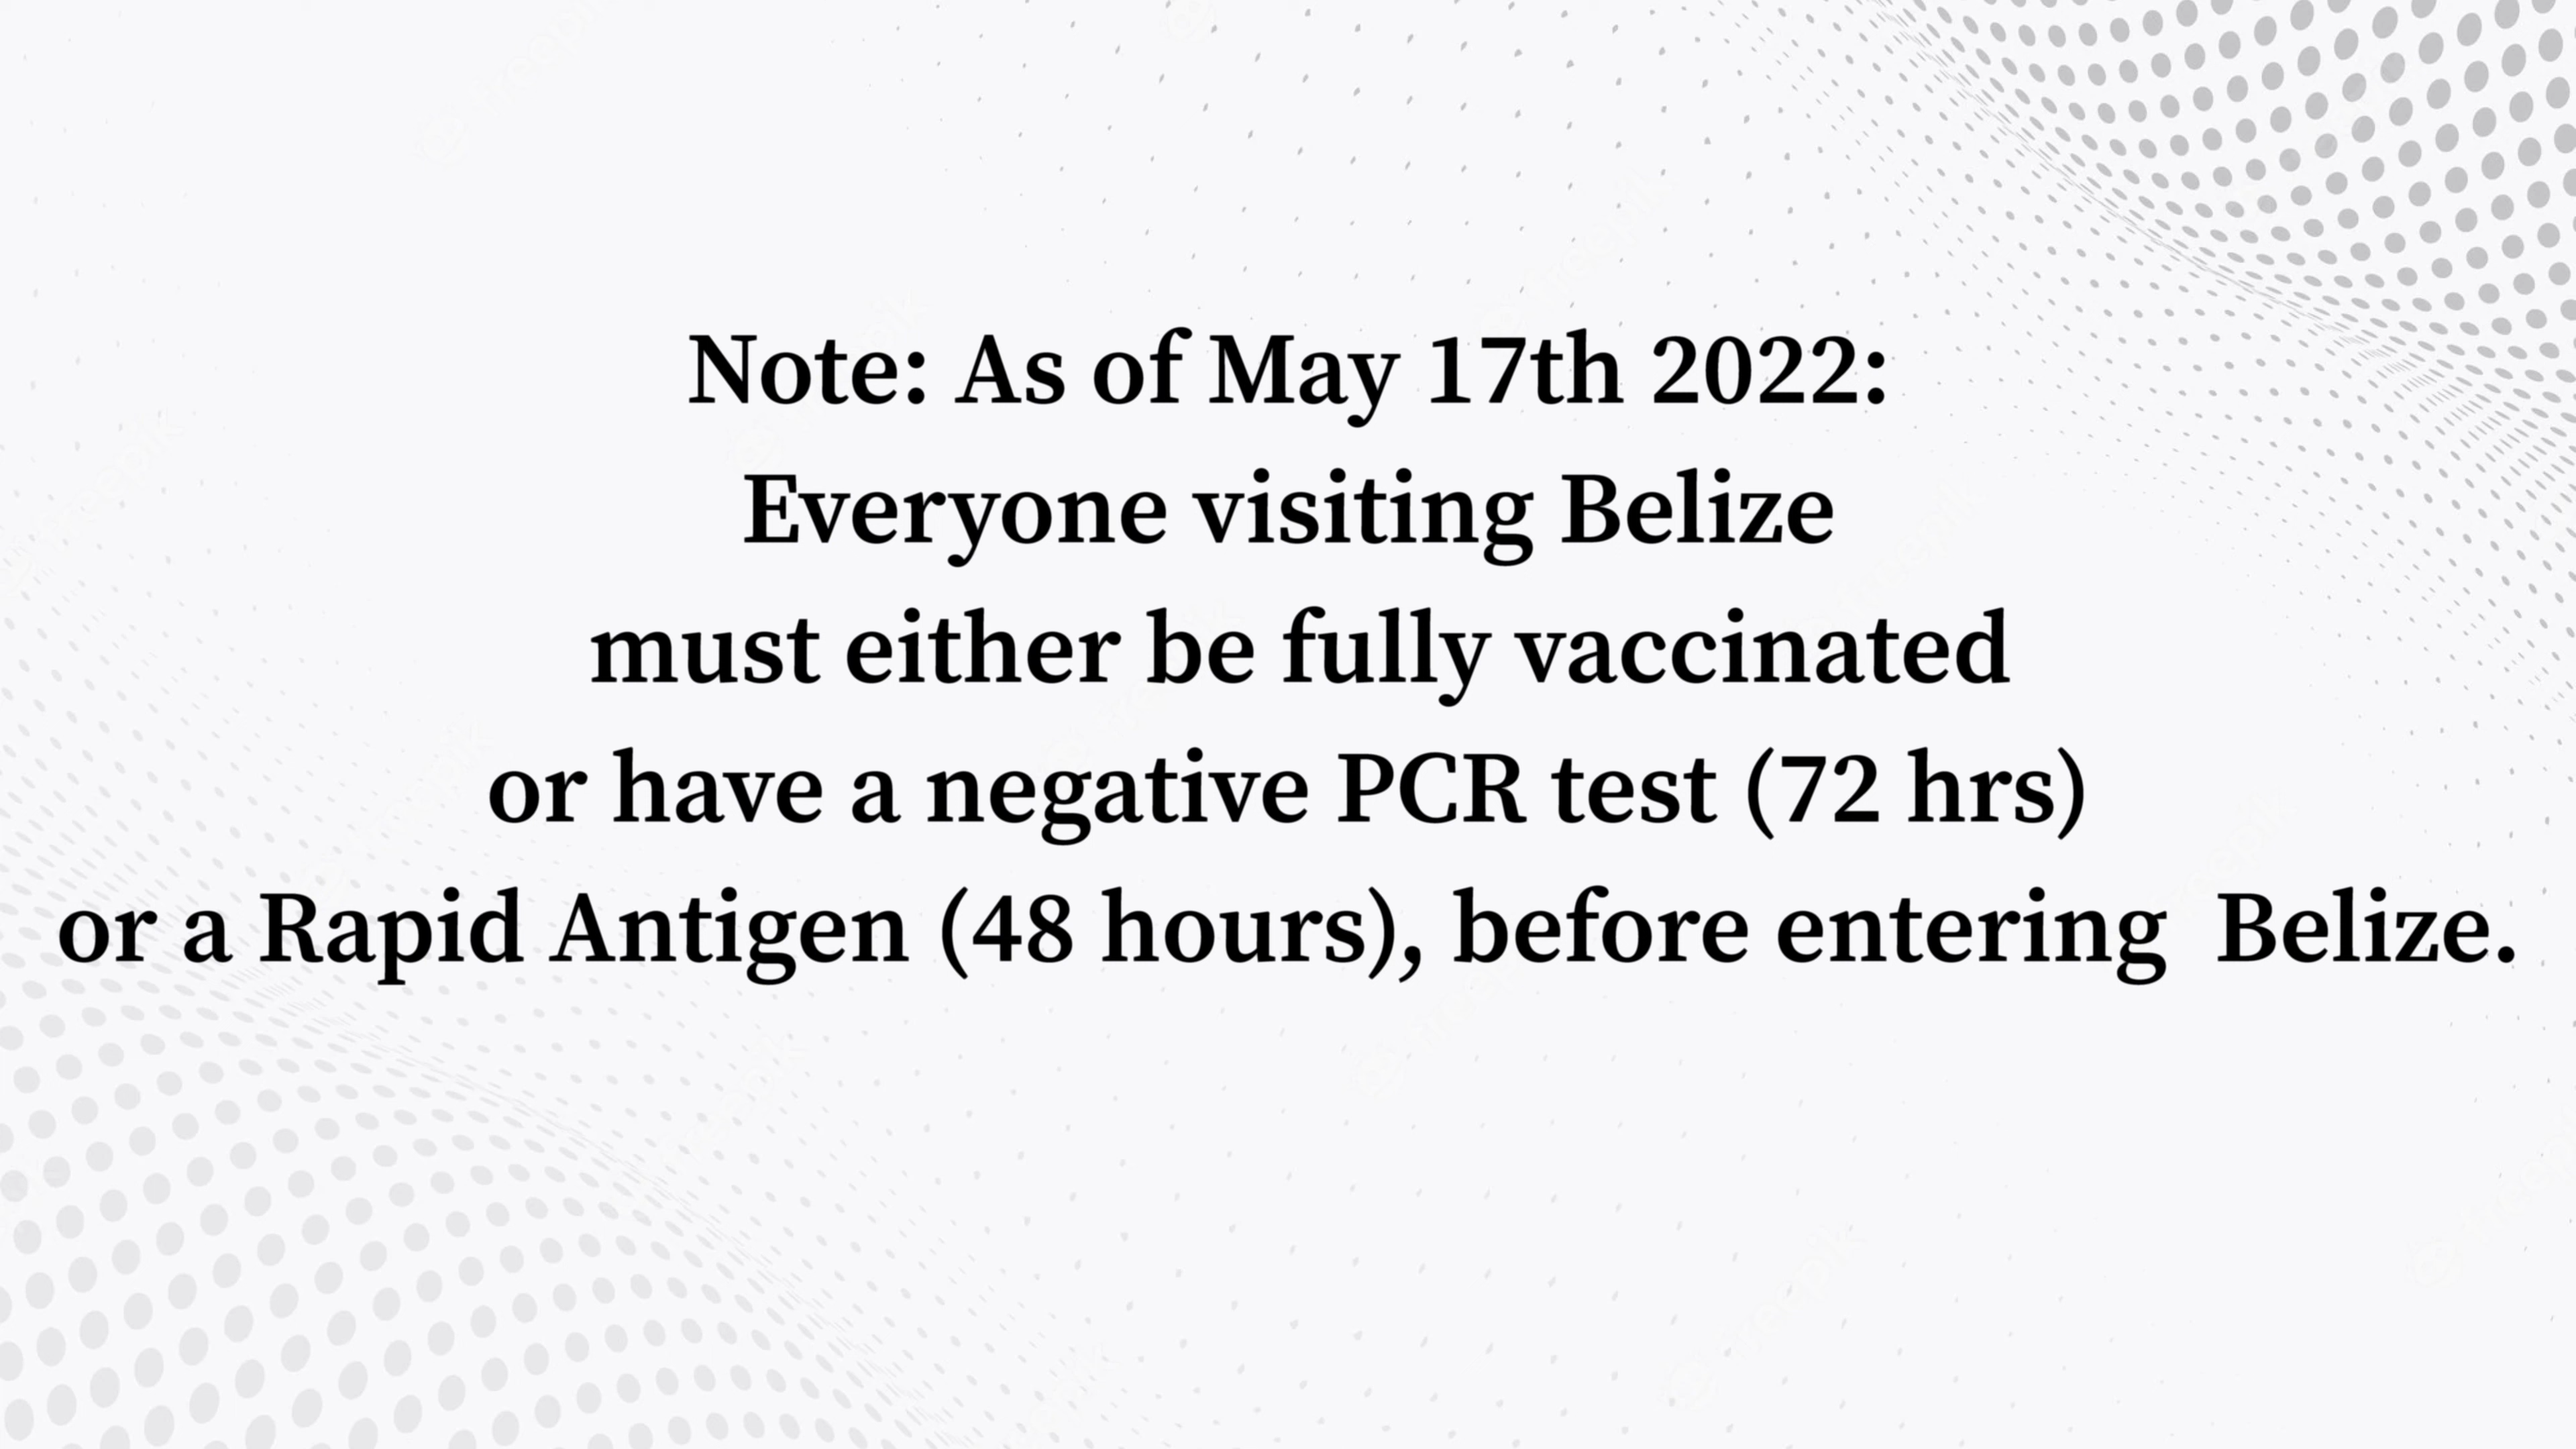 Note: As of May 17th 2022:
Everyone visiting Belize
must either be fully vaccinated
or have a negative PCR test (72 hrs)
or a Rapid Antigen (48 hours), before entering  Belize.